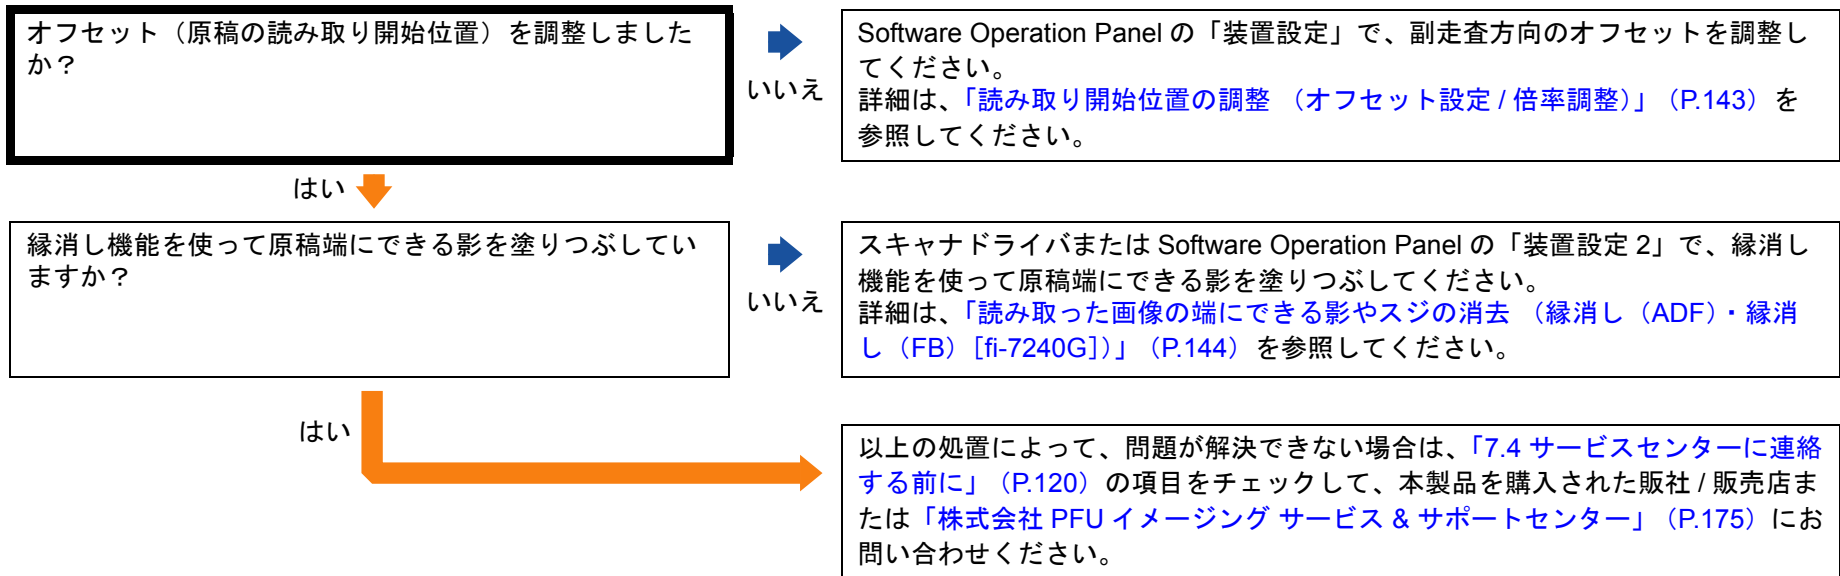 オフセット（原稿の読み取り開始位置）を調整しました
か？
いいえ
Software Operation Panel の「装置設定」で、副走査方向のオフセットを調整し
てください。
詳細は、「読み取り開始位置の調整 （オフセット設定 / 倍率調整）」（P.143）を
参照してください。
はい
縁消し機能を使って原稿端にできる影を塗りつぶしてい
ますか？
いいえ
スキャナドライバまたは Software Operation Panel の「装置設定 2」で、縁消し
機能を使って原稿端にできる影を塗りつぶしてください。
詳細は、「読み取った画像の端にできる影やスジの消去 （縁消し（ADF）・縁消
し（FB）［fi-7240G］）」（P.144）を参照してください。
はい
以上の処置によって、問題が解決できない場合は、「7.4 サービスセンターに連絡
する前に」（P.120）の項目をチェックして、本製品を購入された販社 / 販売店ま
たは「株式会社 PFU イメージング サービス & サポートセンター」（P.175）にお
問い合わせください。